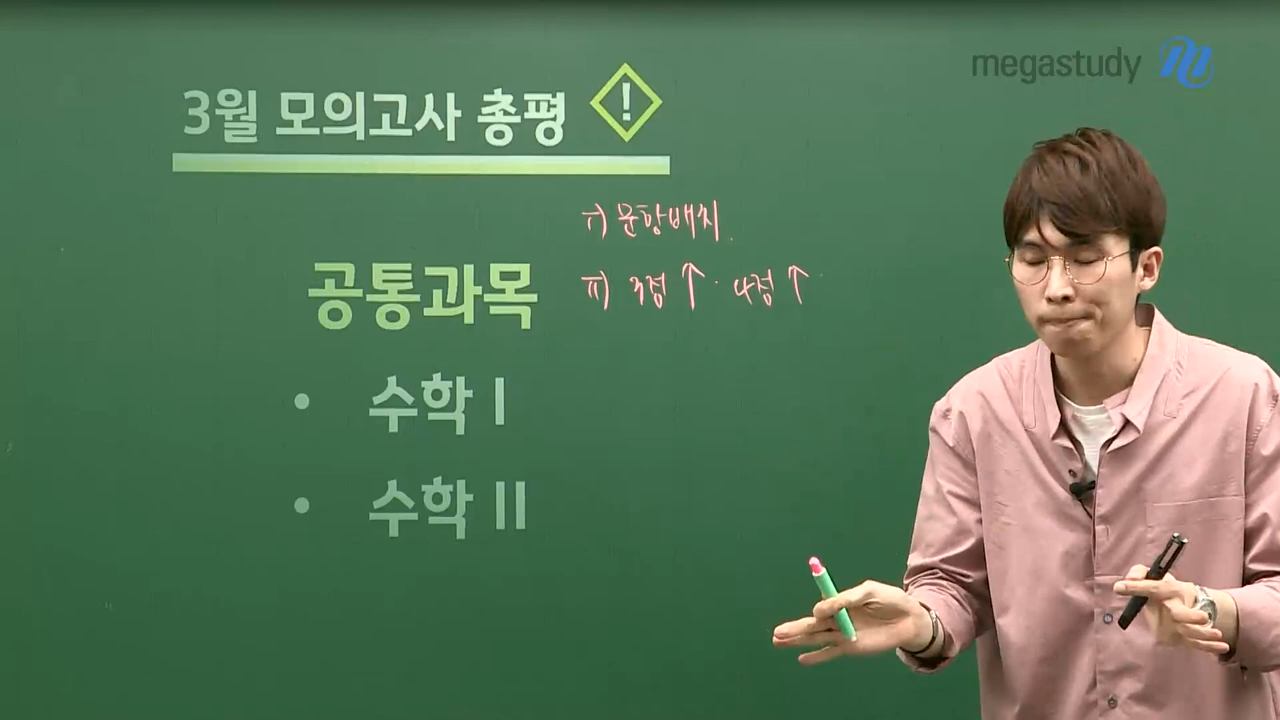 megastudy
3월 모의고사 총평 !
i) 문항배치.
공통과목
ii) 3점 ↑ · 4점 ↑
• 수학 I
• 수학 II